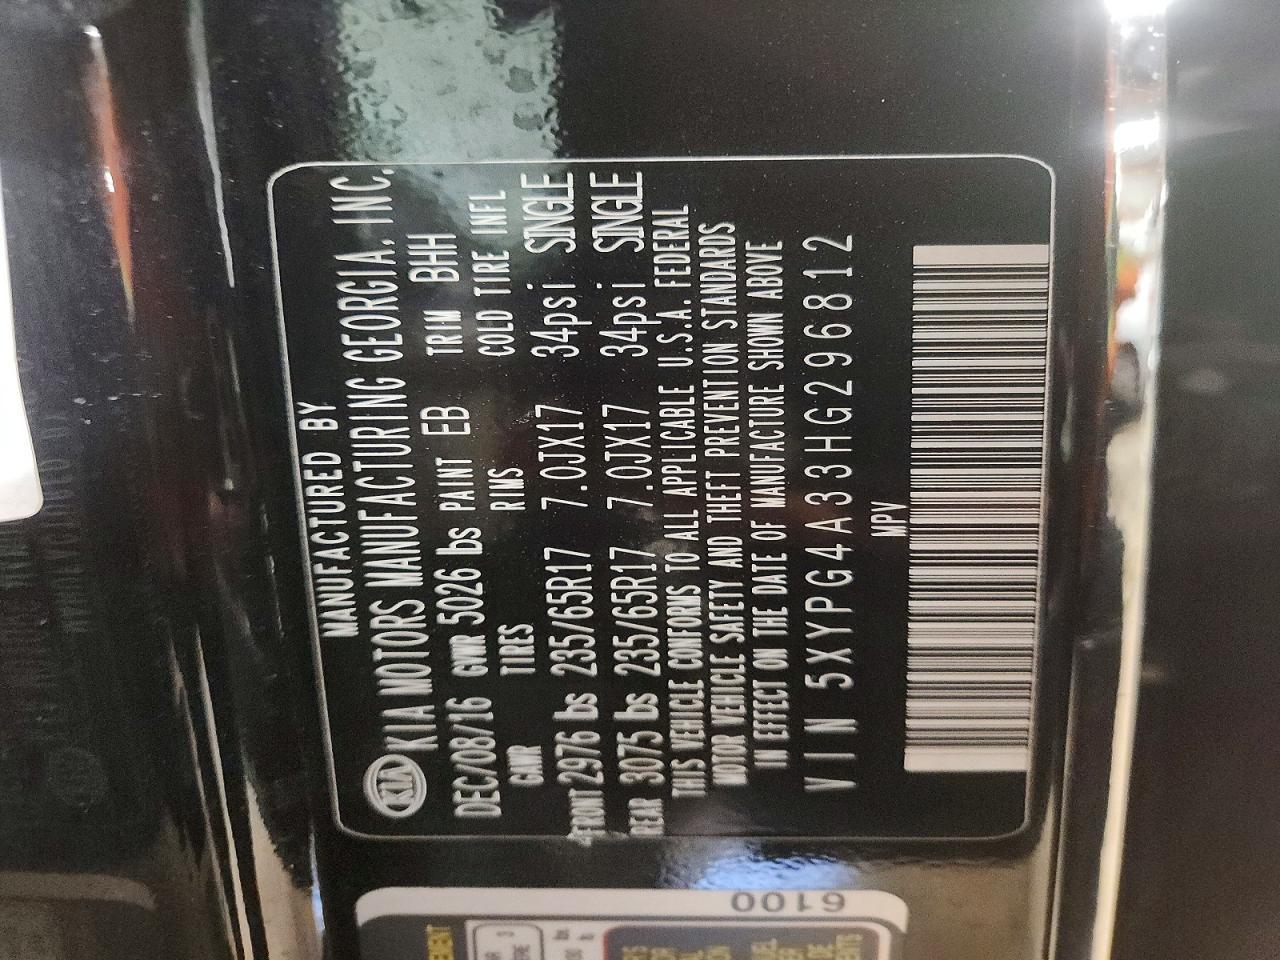 MANUFACTURED BY
KIA KIA MOTORS MANUFACTURING GEORGIA, INC.
DEC/08/16 GWR 5026 lbs PAINT EB TRIM BHH
GAWR TIRES RIMS COLD TIRE INFL
FRONT 2976 lbs 235/65R17 7.0JX17 34psi SINGLE
REAR 3075 lbs 235/65R17 7.0JX17 34psi SINGLE
THIS VEHICLE CONFORMS TO ALL APPLICABLE U.S.A. FEDERAL
MOTOR VEHICLE SAFETY AND THEFT PREVENTION STANDARDS
IN EFFECT ON THE DATE OF MANUFACTURE SHOWN ABOVE
VIN 5XYPG4A33HG296812
MPV
6100